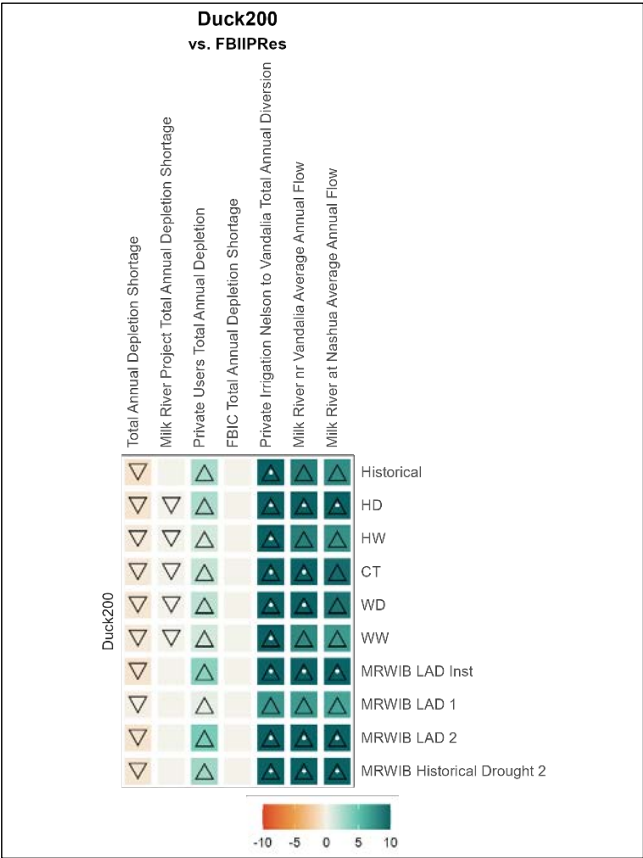 Duck200
vs. FBIIPRes
Total Annual Depletion Shortage
Milk River Project Total Annual Depletion Shortage
Private Users Total Annual Depletion
FBIC Total Annual Depletion Shortage
Private Irrigation Nelson to Vandalia Total Annual Diversion
Milk River nr Vandalia Average Annual Flow
Milk River at Nashua Average Annual Flow
Duck200
Historical
HD
HW
CT
WD
WW
MRWIB LAD Inst
MRWIB LAD 1
MRWIB LAD 2
MRWIB Historical Drought 2
-10 -5 0 5 10